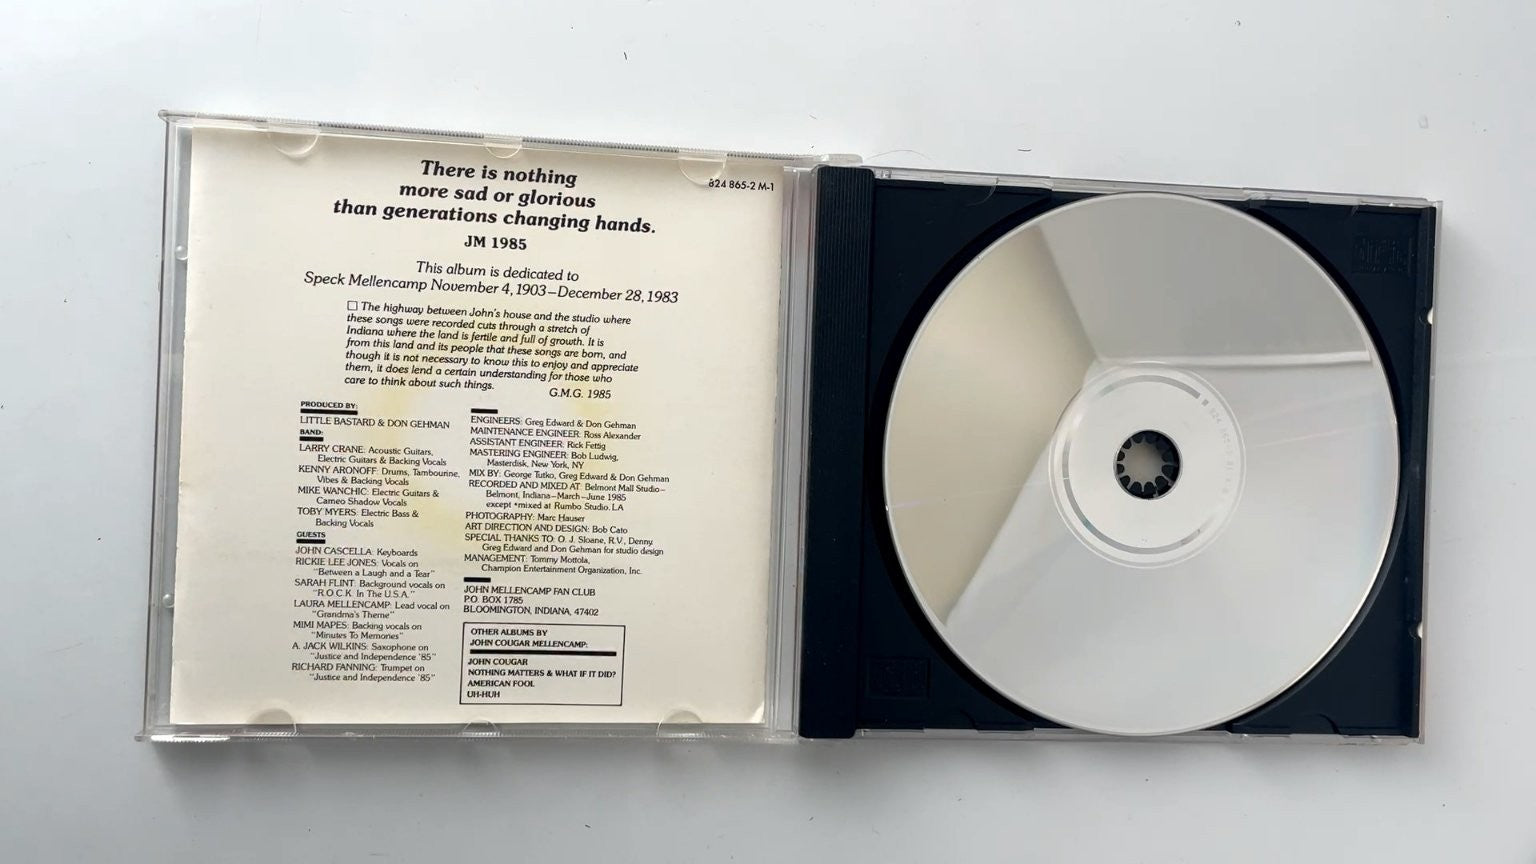 There is nothing
more sad or glorious
than generations changing hands.
JM 1985
824 865-2 M-1
This album is dedicated to
Speck Mellencamp November 4, 1903–December 28, 1983
☐ The highway between John's house and the studio where
these songs were recorded cuts through a stretch of
Indiana where the land is fertile and full of growth. It is
from this land and its people that these songs are born, and
though it is not necessary to know this to enjoy and appreciate
them, it does lend a certain understanding for those who
care to think about such things.
G.M.G. 1985
PRODUCED BY:
LITTLE BASTARD & DON GEHMAN
BAND:
LARRY CRANE: Acoustic Guitars,
Electric Guitars & Backing Vocals
KENNY ARONOFF: Drums, Tambourine,
Vibes & Backing Vocals
MIKE WANCHIC: Electric Guitars &
Cameo Shadow Vocals
TOBY MYERS: Electric Bass &
Backing Vocals
GUESTS
JOHN CASCELLA: Keyboards
RICKIE LEE JONES: Vocals on
"Between a Laugh and a Tear"
SARAH FLINT: Background vocals on
"R.O.C.K. In The U.S.A."
LAURA MELLENCAMP: Lead vocal on
"Grandma's Theme"
MIMI MAPES: Backing vocals on
"Minutes To Memories"
A. JACK WILKINS: Saxophone on
"Justice and Independence '85"
RICHARD FANNING: Trumpet on
"Justice and Independence '85"
ENGINEERS: Greg Edward & Don Gehman
MAINTENANCE ENGINEER: Ross Alexander
ASSISTANT ENGINEER: Rick Fettig
MASTERING ENGINEER: Bob Ludwig,
Masterdisk, New York, NY
MIX BY: George Tutko, Greg Edward & Don Gehman
RECORDED AND MIXED AT: Belmont Mall Studio–
Belmont, Indiana–March–June 1985
except *mixed at Rumbo Studio, LA
PHOTOGRAPHY: Marc Hauser
ART DIRECTION AND DESIGN: Bob Cato
SPECIAL THANKS TO: O. J. Sloane, R.V., Denny,
Greg Edward and Don Gehman for studio design
MANAGEMENT: Tommy Mottola,
Champion Entertainment Organization, Inc.
JOHN MELLENCAMP FAN CLUB
P.O. BOX 1785
BLOOMINGTON, INDIANA, 47402
OTHER ALBUMS BY
JOHN COUGAR MELLENCAMP:
JOHN COUGAR
NOTHING MATTERS & WHAT IF IT DID?
AMERICAN FOOL
UH-HUH